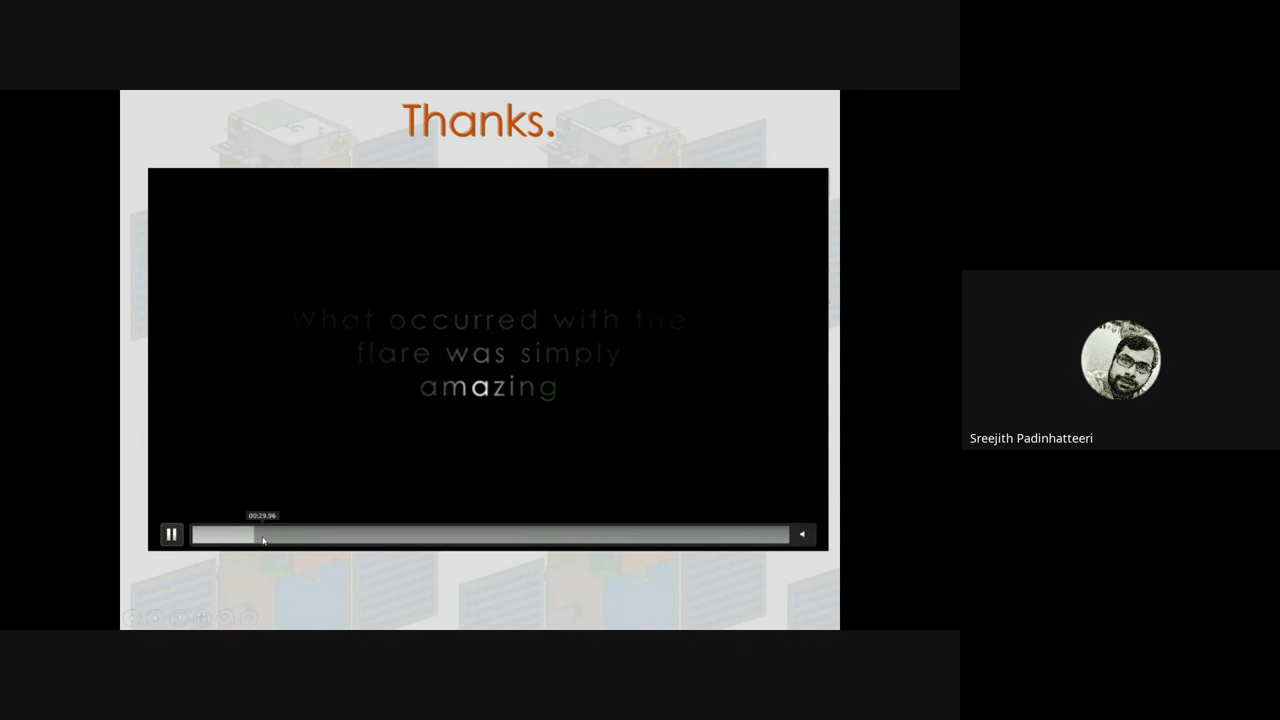 Thanks.
What occurred with the
flare was simply
amazing
00:29.96
Sreejith Padinhatteeri